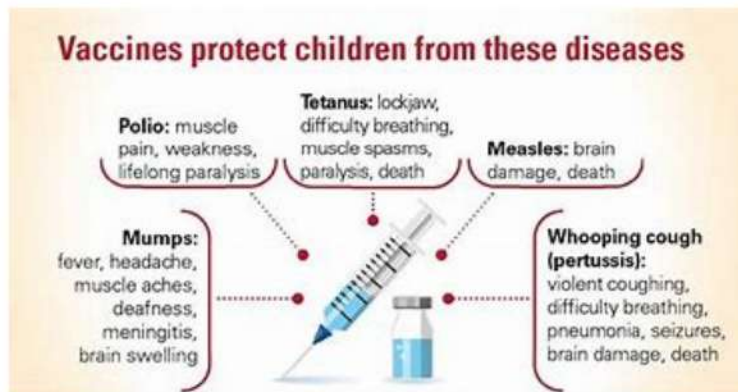 Vaccines protect children from these diseases
Polio: muscle
pain, weakness,
lifelong paralysis
Tetanus: lockjaw,
difficulty breathing,
muscle spasms,
paralysis, death
Measles: brain
damage, death
Mumps:
fever, headache,
muscle aches,
deafness,
meningitis,
brain swelling
Whooping cough
(pertussis):
violent coughing,
difficulty breathing,
pneumonia, seizures,
brain damage, death